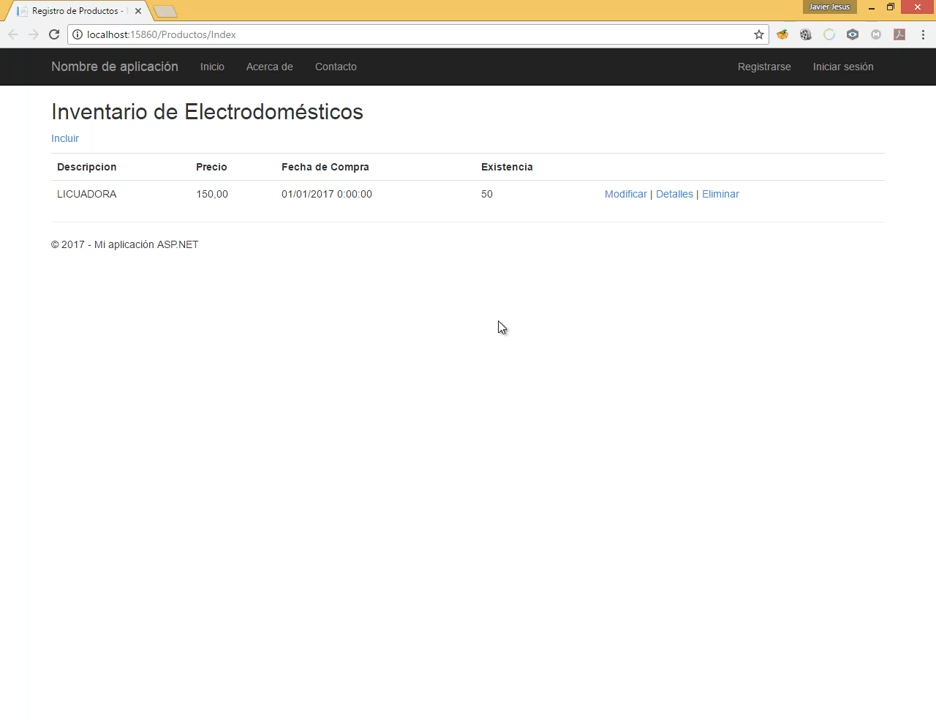 Registro de Productos -
Javier Jesus
localhost:15860/Productos/Index
Nombre de aplicación Inicio Acerca de Contacto Registrarse Iniciar sesión
Inventario de Electrodomésticos
Incluir
Descripcion Precio Fecha de Compra Existencia
LICUADORA 150,00 01/01/2017 0:00:00 50 Modificar | Detalles | Eliminar
© 2017 - Mi aplicación ASP.NET